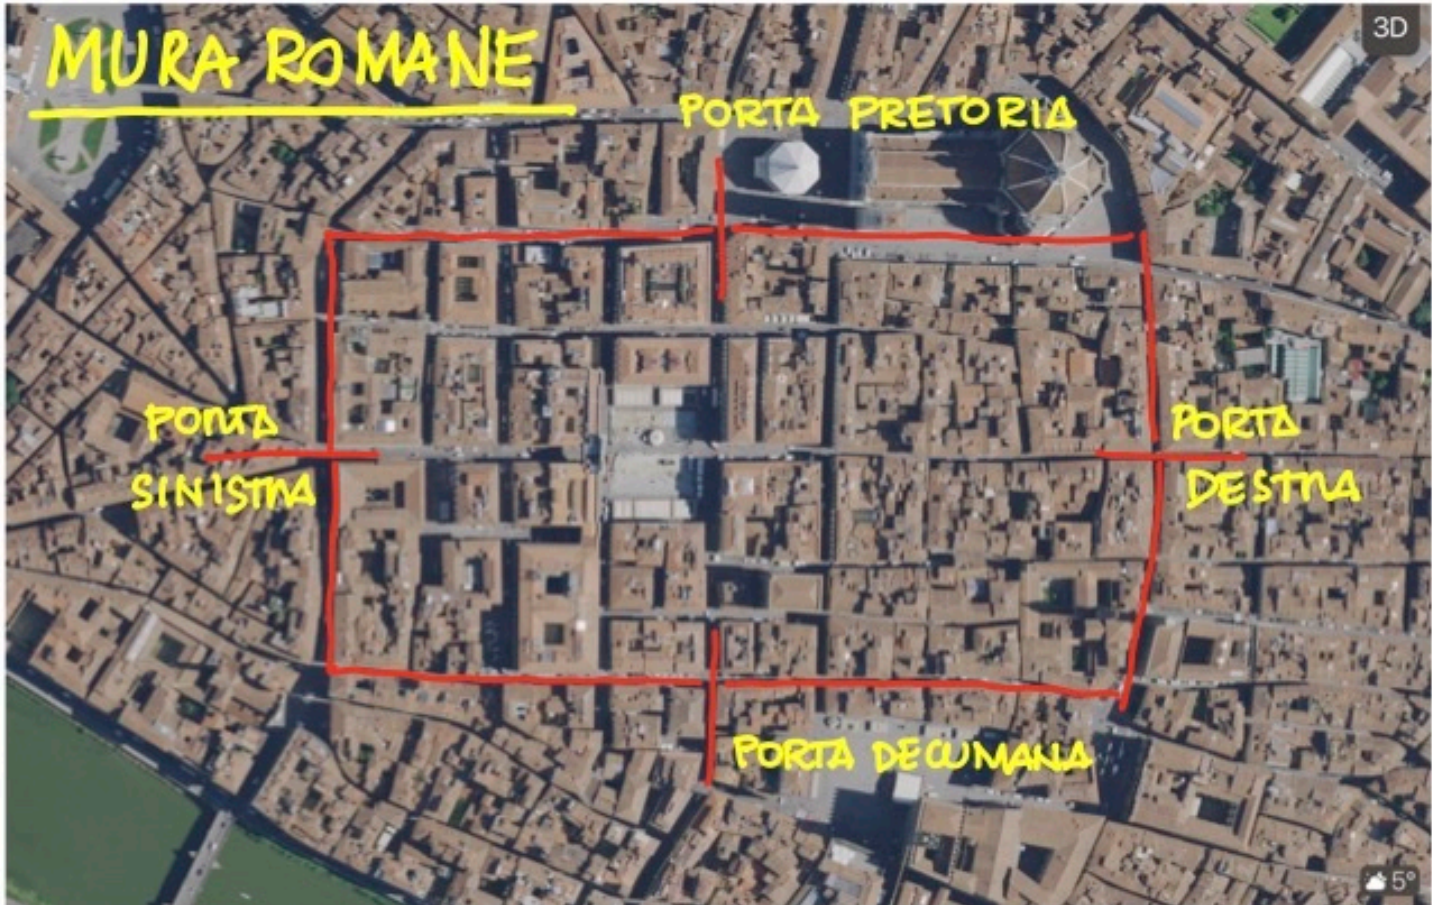 MURA ROMANE
3D
PORTA PRETORIA
PORTA
SINISTRA
PORTA
DESTRA
PORTA DECUMANA
5°